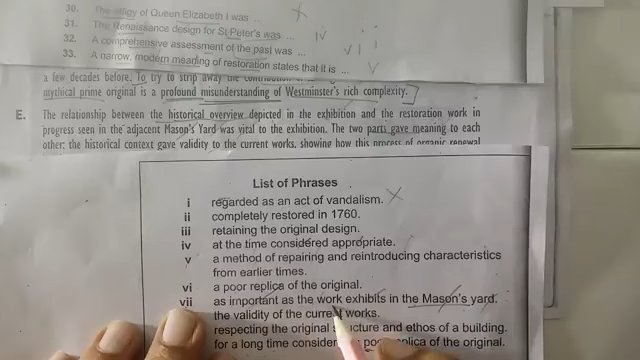 30. The effigy of Queen Elizabeth I was ... x
31. The Renaissance design for St Peter's was ... iv
32. A comprehensive assessment of the past was ... vi i
33. A narrow, modern meaning of restoration states that it is ... v
a few decades before. To try to strip away the contribution
mythical prime original is a profound misunderstanding of Westminster's rich complexity.
E. The relationship between the historical overview depicted in the exhibition and the restoration work in
progress seen in the adjacent Mason's Yard was vital to the exhibition. The two parts gave meaning to each
other: the historical context gave validity to the current works, showing how this process of organic renewal
List of Phrases
i regarded as an act of vandalism. x
ii completely restored in 1760.
iii retaining the original design.
iv at the time considered appropriate.
v a method of repairing and reintroducing characteristics
from earlier times.
vi a poor replica of the original.
vii as important as the work exhibits in the Mason's yard.
the validity of the current works.
respecting the original structure and ethos of a building.
for a long time considered poor replica of the original.